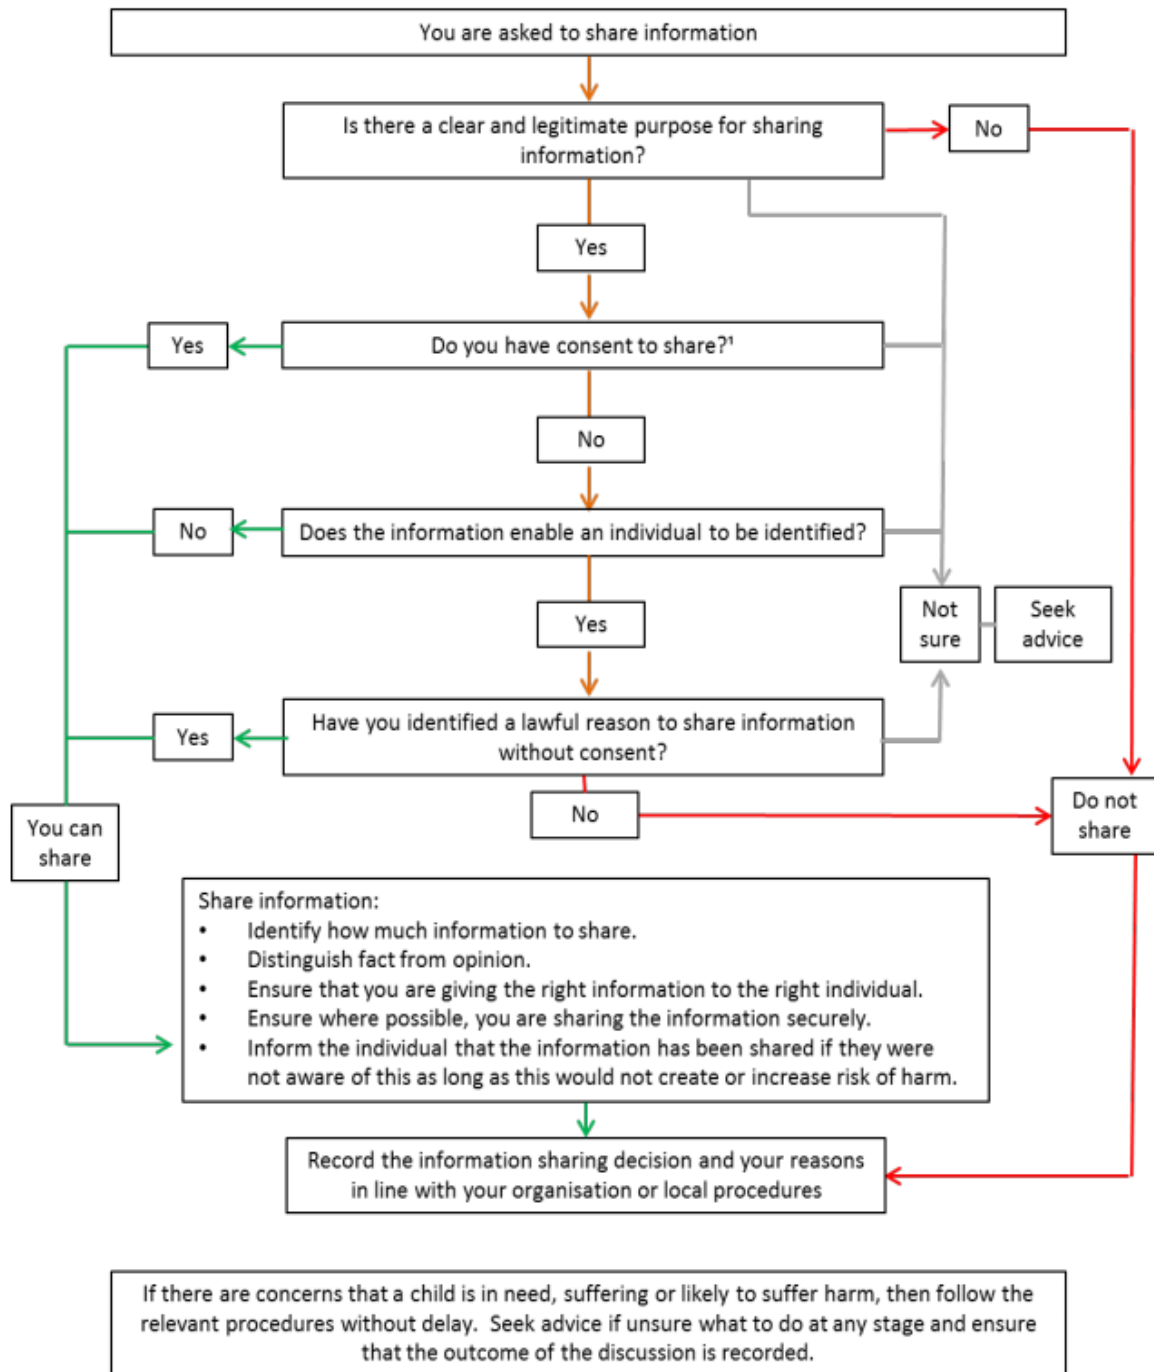 You are asked to share information
Is there a clear and legitimate purpose for sharing
information?
No
Yes
Yes
Do you have consent to share?¹
No
No
Does the information enable an individual to be identified?
Yes
Not
sure
Seek
advice
Yes
Have you identified a lawful reason to share information
without consent?
No
Do not
share
You can
share
Share information:
• Identify how much information to share.
• Distinguish fact from opinion.
• Ensure that you are giving the right information to the right individual.
• Ensure where possible, you are sharing the information securely.
• Inform the individual that the information has been shared if they were
not aware of this as long as this would not create or increase risk of harm.
Record the information sharing decision and your reasons
in line with your organisation or local procedures
If there are concerns that a child is in need, suffering or likely to suffer harm, then follow the
relevant procedures without delay. Seek advice if unsure what to do at any stage and ensure
that the outcome of the discussion is recorded.